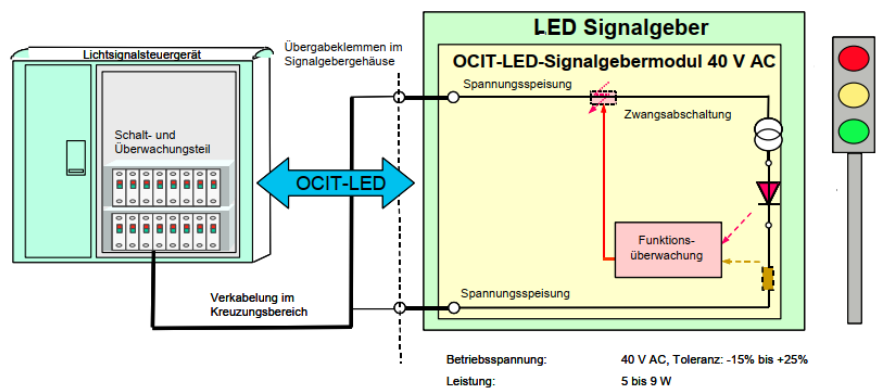 LED Signalgeber
Lichtsignalsteuergerät
Übergabeklemmen im
Signalgebergehäuse
OCIT-LED-Signalgebermodul 40 V AC
Spannungsspeisung
Zwangsabschaltung
Schalt- und
Überwachungsteil
OCIT-LED
Funktions-
überwachung
Verkabelung im
Kreuzungsbereich
Spannungsspeisung
Betriebsspannung: 40 V AC, Toleranz: -15% bis +25%
Leistung: 5 bis 9 W